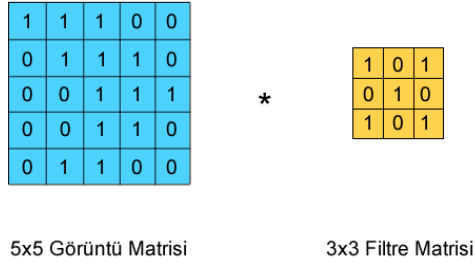 1 1 1 0 0
0 1 1 1 0
0 0 1 1 1
0 0 1 1 0
0 1 1 0 0
*
1 0 1
0 1 0
1 0 1
5x5 Görüntü Matrisi
3x3 Filtre Matrisi